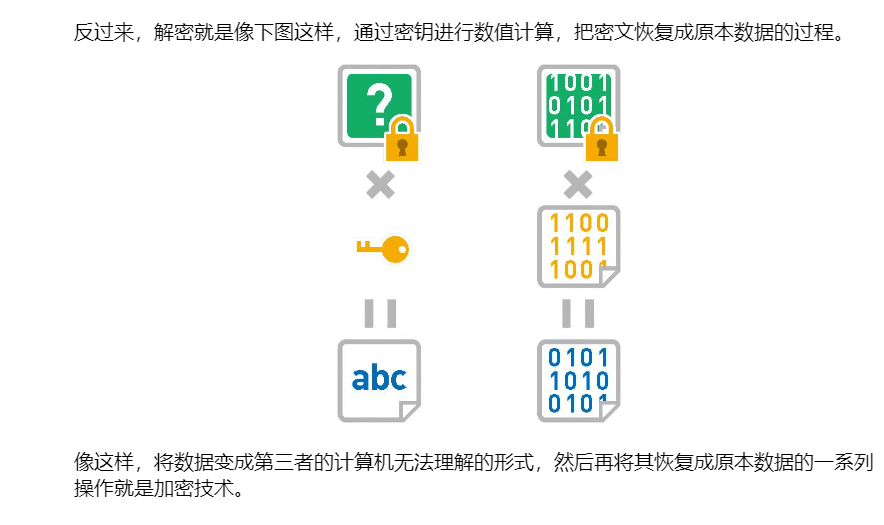 反过来，解密就是像下图这样，通过密钥进行数值计算，把密文恢复成原本数据的过程。
?
1001
0101
110
1100
1111
1001
abc
0101
1010
0101
像这样，将数据变成第三者的计算机无法理解的形式，然后再将其恢复成原本数据的一系列
操作就是加密技术。